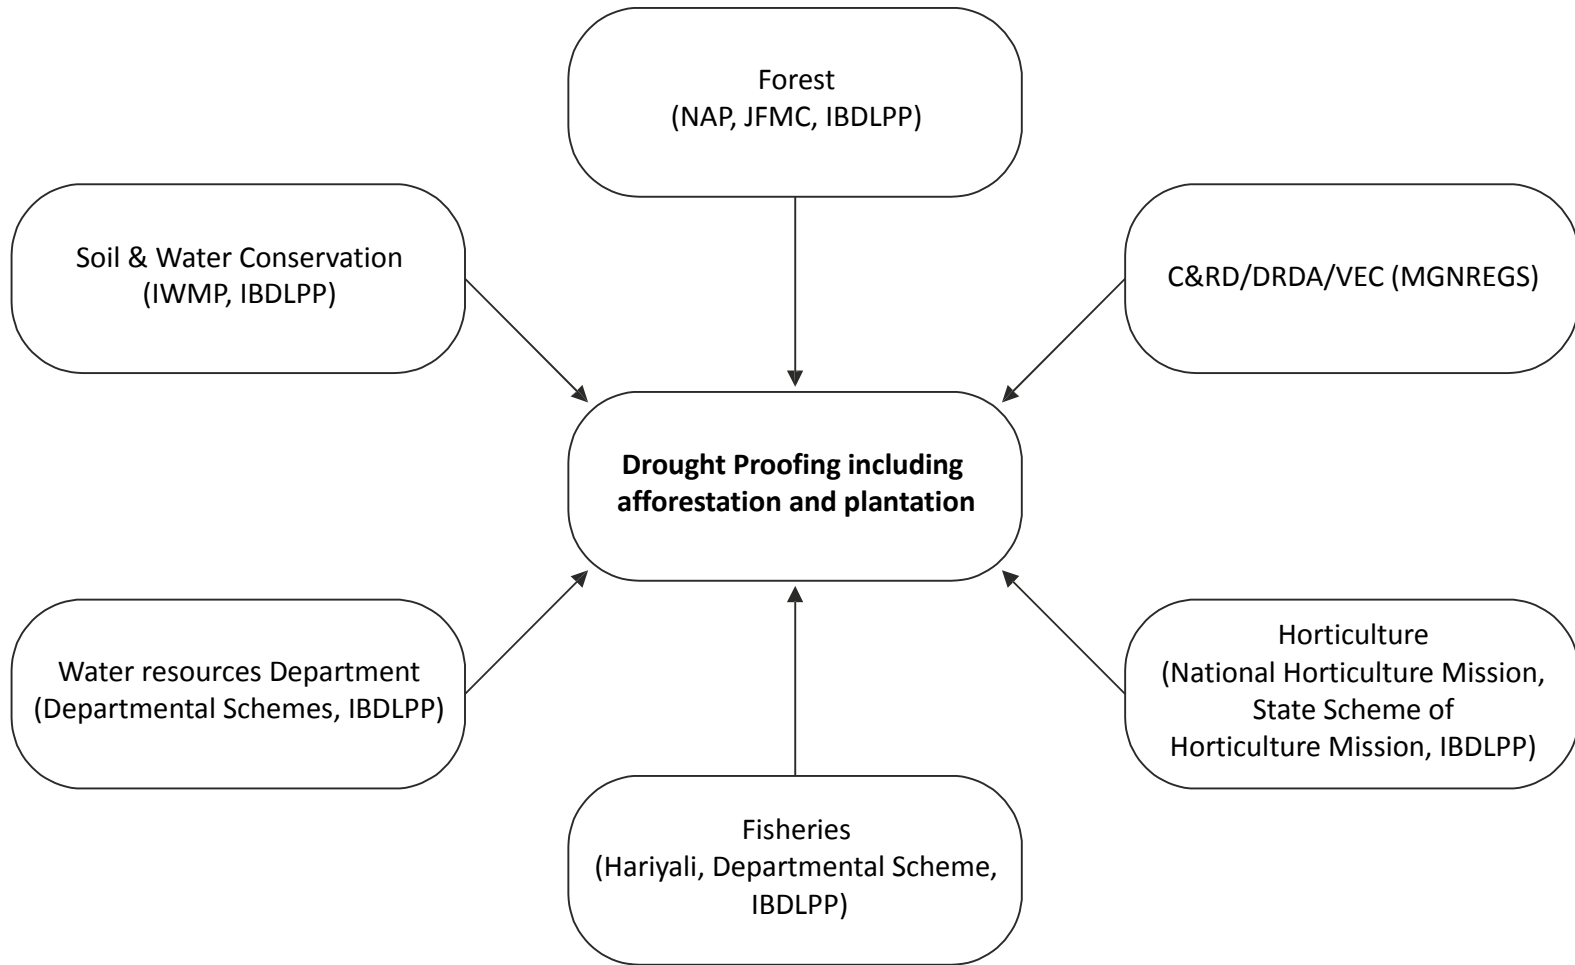 Forest
(NAP, JFMC, IBDLPP)
Soil & Water Conservation
(IWMP, IBDLPP)
C&RD/DRDA/VEC (MGNREGS)
Drought Proofing including
afforestation and plantation
Water resources Department
(Departmental Schemes, IBDLPP)
Horticulture
(National Horticulture Mission,
State Scheme of
Horticulture Mission, IBDLPP)
Fisheries
(Hariyali, Departmental Scheme,
IBDLPP)